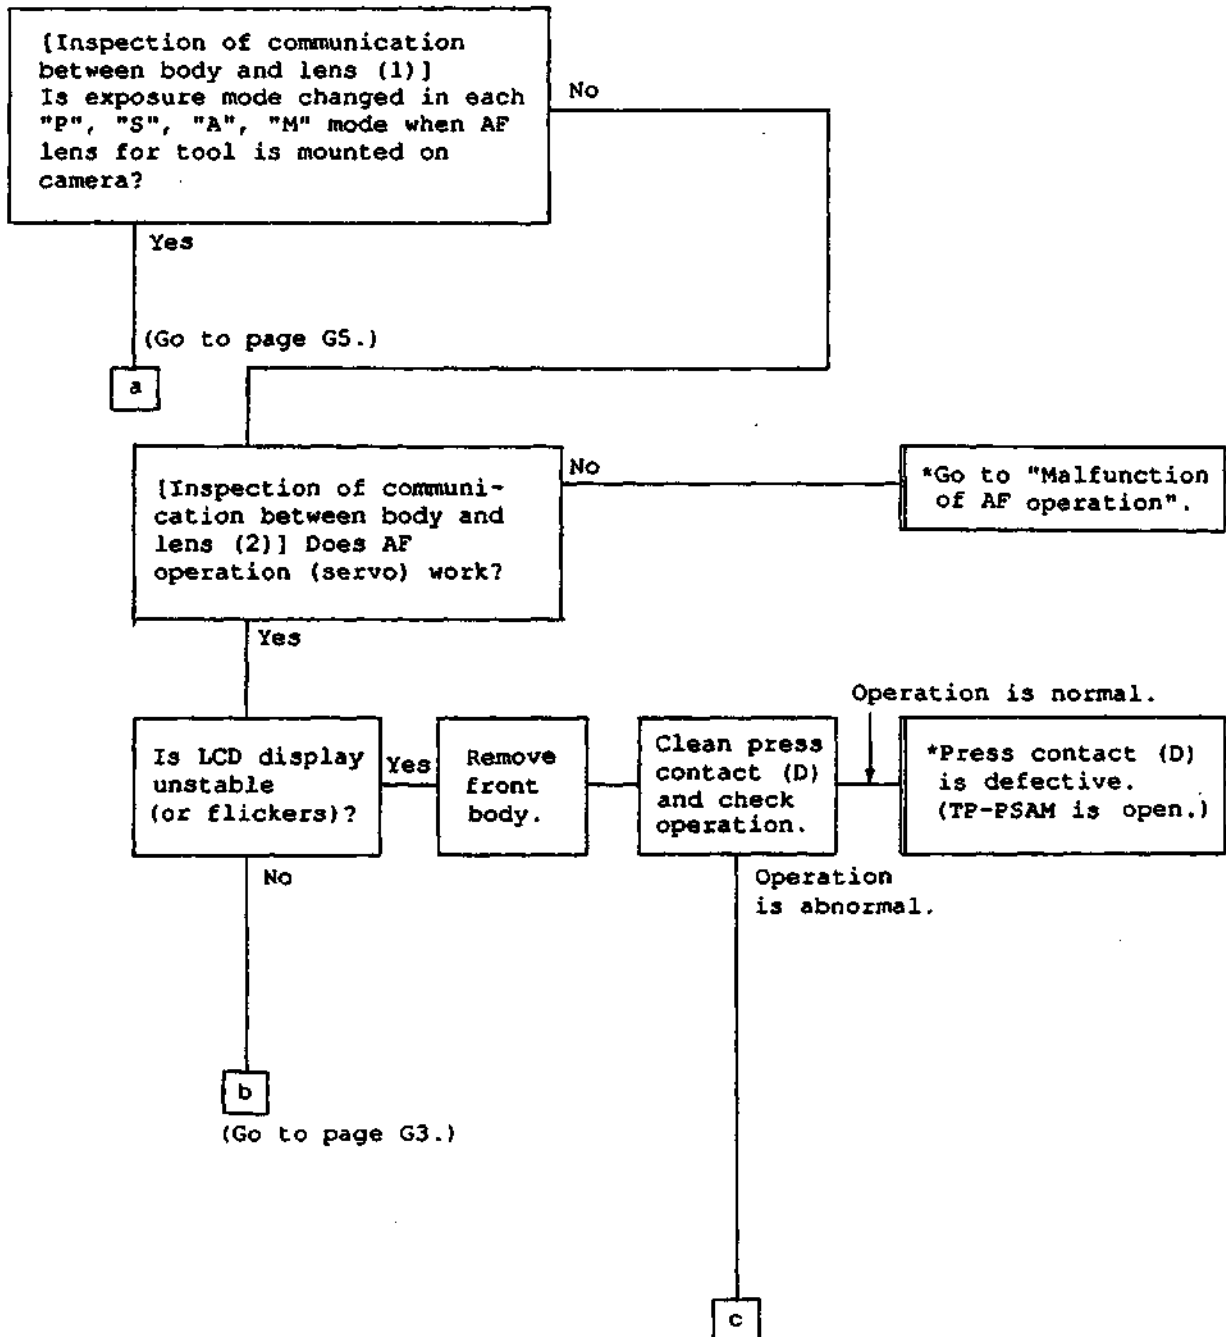 [Inspection of communication
between body and lens (1)]
Is exposure mode changed in each
"P", "S", "A", "M" mode when AF
lens for tool is mounted on
camera?
No
Yes
(Go to page G5.)
a
[Inspection of communi-
cation between body and
lens (2)] Does AF
operation (servo) work?
No
*Go to "Malfunction
of AF operation".
Yes
Is LCD display
unstable
(or flickers)?
Yes
Remove
front
body.
Clean press
contact (D)
and check
operation.
Operation is normal.
*Press contact (D)
is defective.
(TP-PSAM is open.)
No
Operation
is abnormal.
b
(Go to page G3.)
c